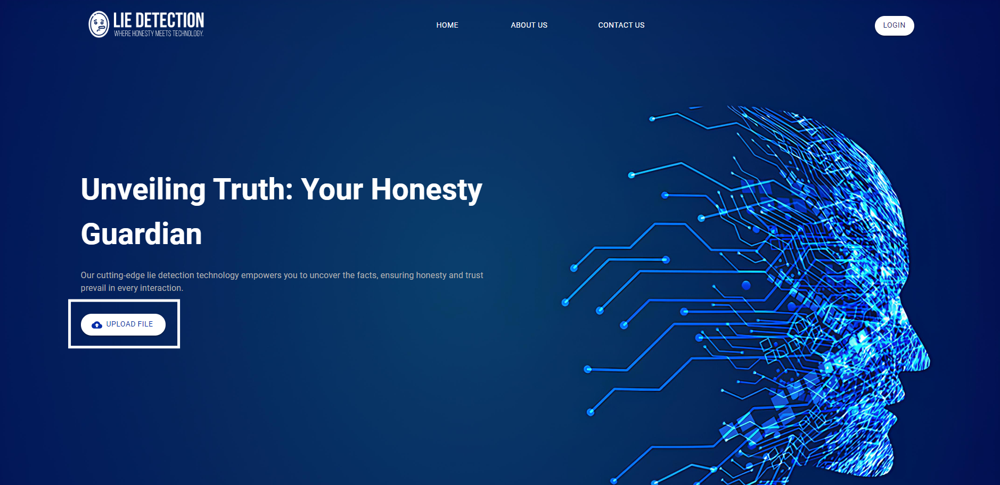 LIE DETECTION
WHERE HONESTY MEETS TECHNOLOGY.
HOME
ABOUT US
CONTACT US
LOGIN
Unveiling Truth: Your Honesty
Guardian
Our cutting-edge lie detection technology empowers you to uncover the facts, ensuring honesty and trust
prevail in every interaction.
UPLOAD FILE